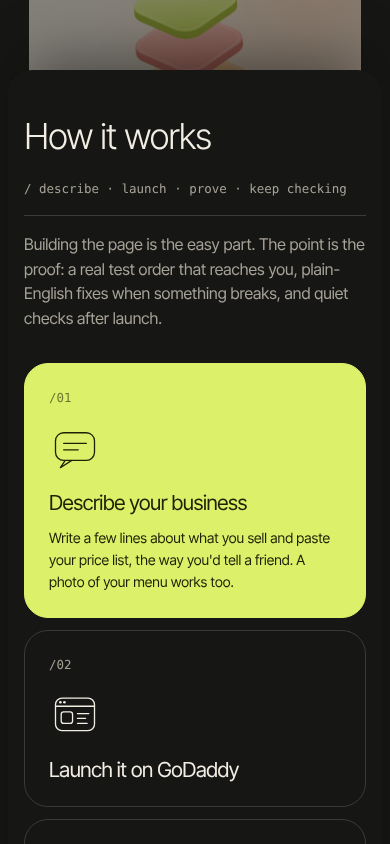 How it works
/ describe · launch · prove · keep checking
Building the page is the easy part. The point is the
proof: a real test order that reaches you, plain-
English fixes when something breaks, and quiet
checks after launch.
/01
Describe your business
Write a few lines about what you sell and paste
your price list, the way you'd tell a friend. A
photo of your menu works too.
/02
Launch it on GoDaddy